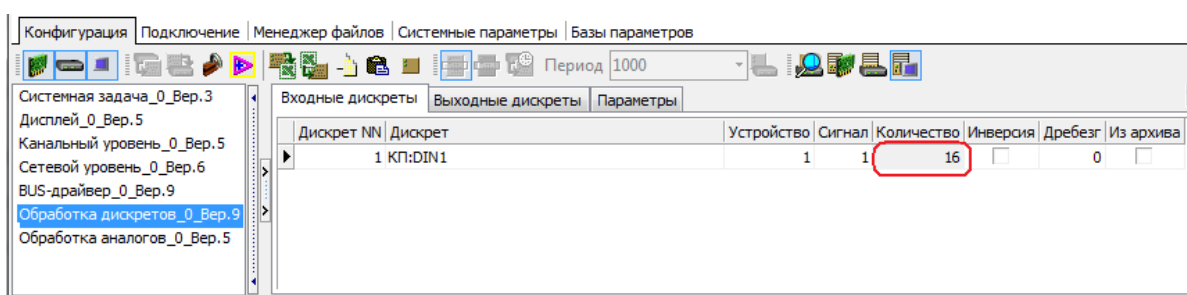 Конфигурация Подключение Менеджер файлов Системные параметры Базы параметров
Период 1000
Системная задача_0_Вер.3
Дисплей_0_Вер.5
Канальный уровень_0_Вер.5
Сетевой уровень_0_Вер.6
BUS-драйвер_0_Вер.9
Обработка дискретов_0_Вер.9
Обработка аналогов_0_Вер.5
Входные дискреты Выходные дискреты Параметры
Дискрет NN Дискрет Устройство Сигнал Количество Инверсия Дребезг Из архива
1 КП:DIN1 1 1 16 0